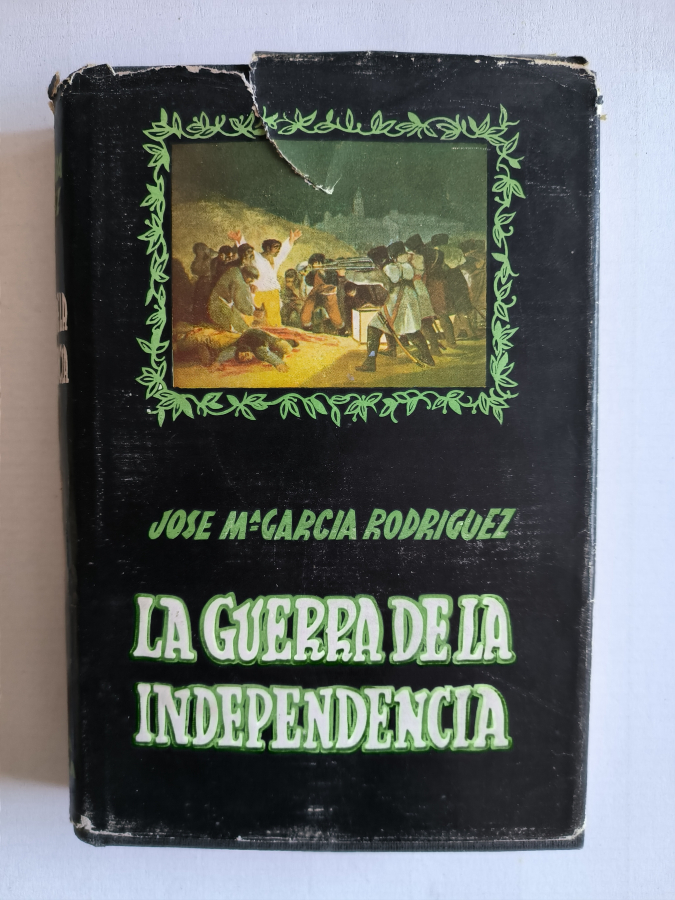 JOSE Mª GARCIA RODRIGUEZ
LA GUERRA DE LA
INDEPENDENCIA